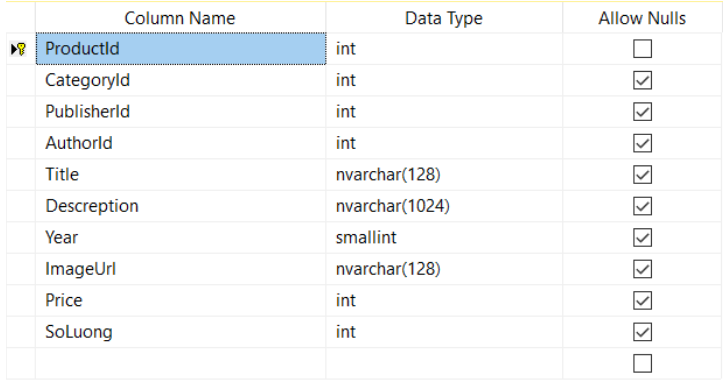 Column Name Data Type Allow Nulls
ProductId int
CategoryId int
PublisherId int
AuthorId int
Title nvarchar(128)
Descreption nvarchar(1024)
Year smallint
ImageUrl nvarchar(128)
Price int
SoLuong int